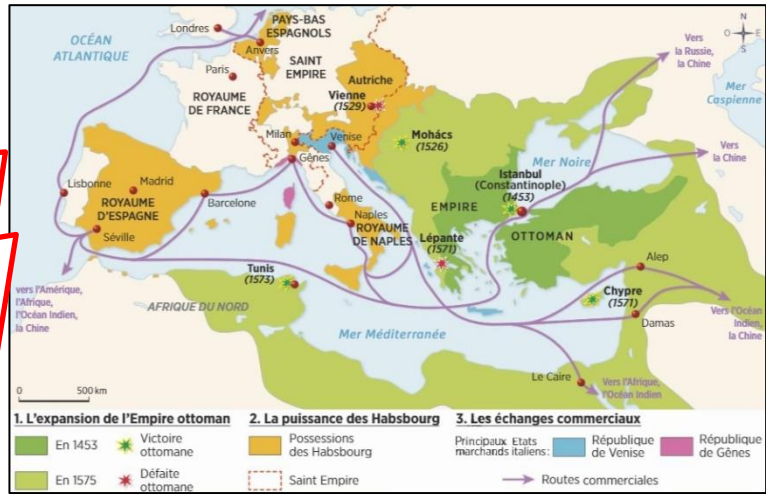 Londres
PAYS-BAS
ESPAGNOLS
Anvers
OCÉAN
ATLANTIQUE
SAINT
EMPIRE
Paris
ROYAUME
DE FRANCE
Autriche
Vienne
(1529)
N
E
S
O
Vers
la Russie,
la Chine
Mer
Caspienne
Milan
Venise
Gênes
Mohács
(1526)
Mer Noire
Vers
la Chine
Lisbonne
Madrid
ROYAUME
D'ESPAGNE
Séville
Barcelone
Rome
Naples
ROYAUME
DE NAPLES
Istanbul
(Constantinople)
(1453)
EMPIRE
OTTOMAN
Lépante
(1571)
Tunis
(1573)
Alep
Chypre
(1571)
Damas
vers l'Amérique,
l'Afrique,
l'Océan Indien,
la Chine
AFRIQUE DU NORD
Mer Méditerranée
Le Caire
Vers l'Océan
Indien,
la Chine
Vers l'Afrique,
l'Océan Indien
0 500 km
1. L'expansion de l'Empire ottoman
En 1453
Victoire
ottomane
En 1575
Défaite
ottomane
2. La puissance des Habsbourg
Possessions
des Habsbourg
Saint Empire
3. Les échanges commerciaux
Principaux Etats
marchands italiens:
République
de Venise
République
de Gênes
Routes commerciales